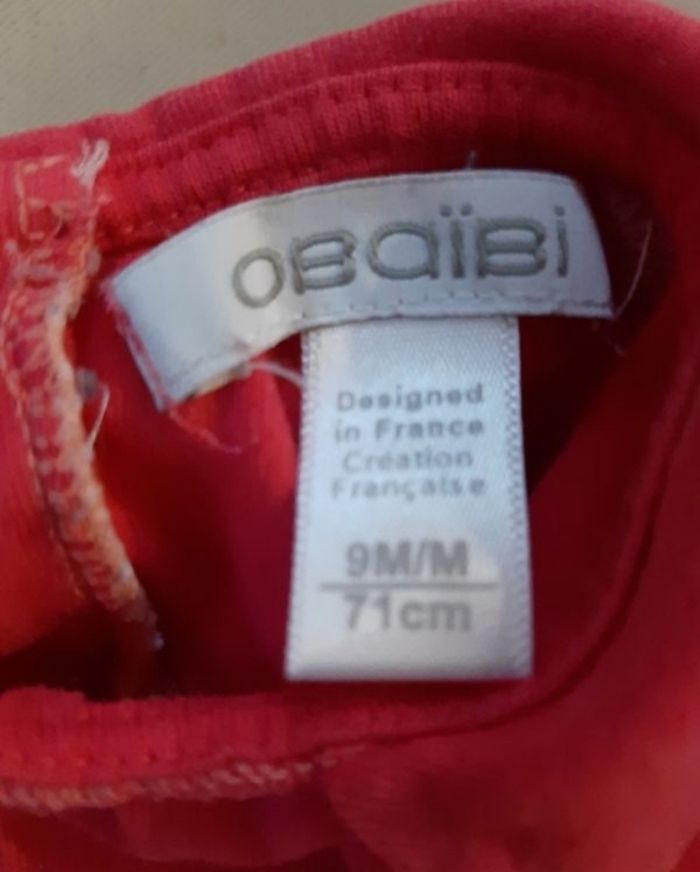 OBaïBi
Designed
in France
Création
Française
9M/M
71cm